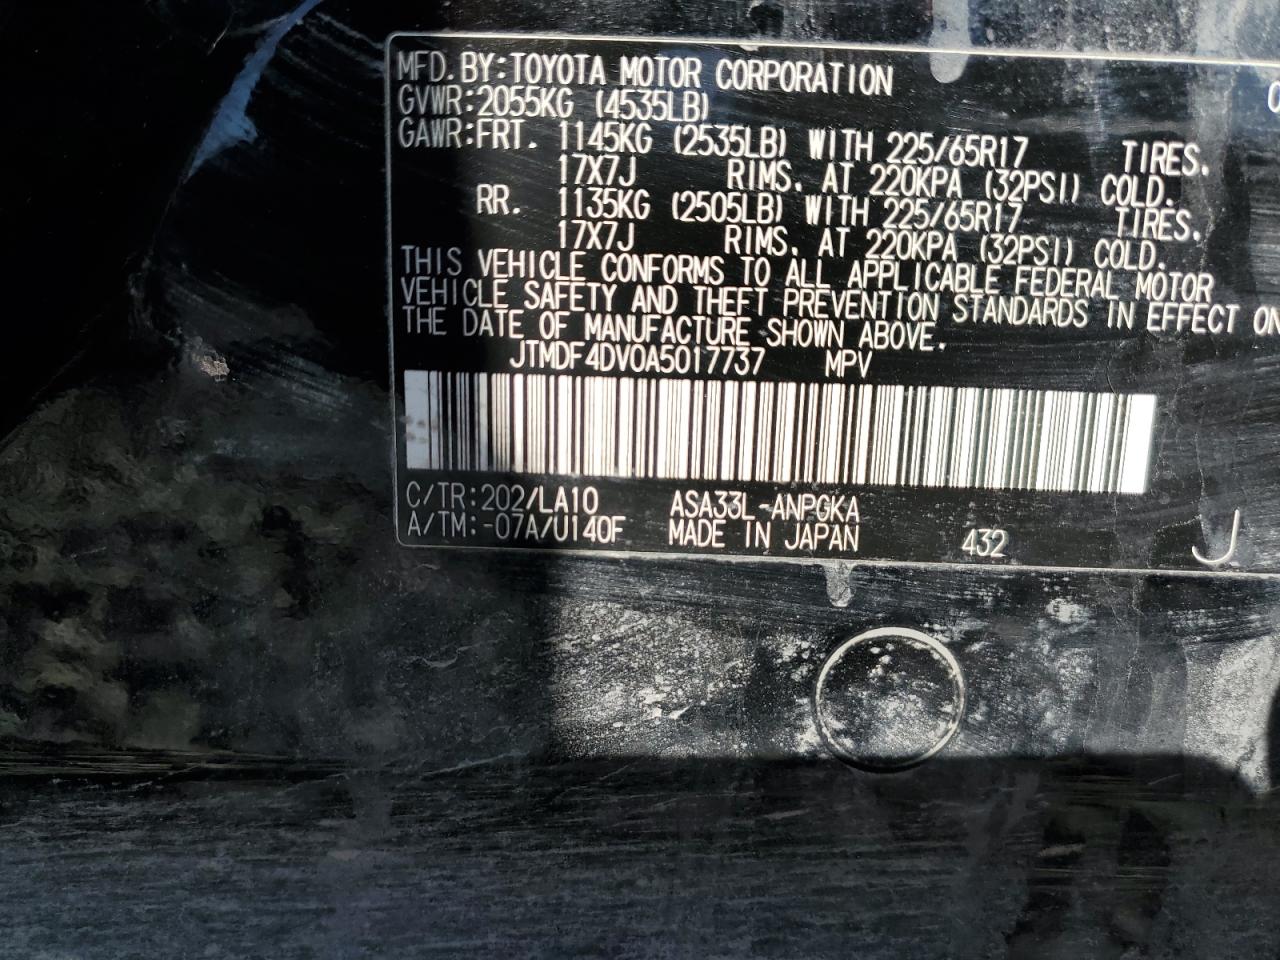 MFD. BY: TOYOTA MOTOR CORPORATION 0
GVWR: 2055KG (4535LB)
GAWR: FRT. 1145KG (2535LB) WITH 225/65R17 TIRES.
17X7J RIMS. AT 220KPA (32PSI) COLD.
RR. 1135KG (2505LB) WITH 225/65R17 TIRES.
17X7J RIMS. AT 220KPA (32PSI) COLD.
THIS VEHICLE CONFORMS TO ALL APPLICABLE FEDERAL MOTOR
VEHICLE SAFETY AND THEFT PREVENTION STANDARDS IN EFFECT ON
THE DATE OF MANUFACTURE SHOWN ABOVE.
JTMDF4DV0A5017737 MPV
C/TR: 202/LA10 ASA33L-ANPGKA
A/TM: -07A/U140F MADE IN JAPAN 432 J